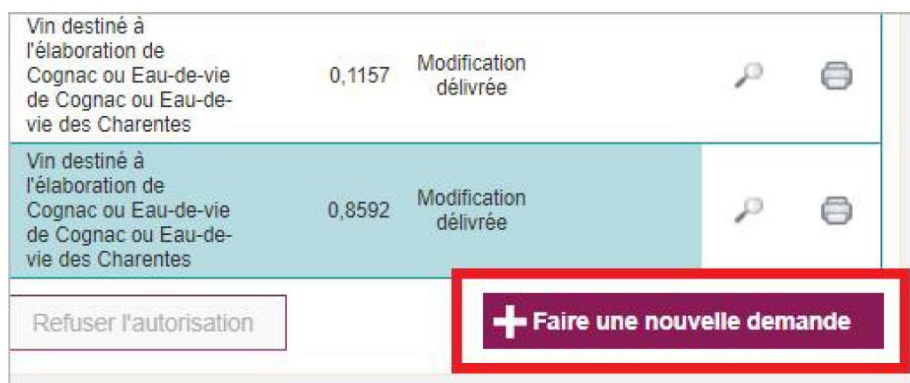 Vin destiné à
l'élaboration de
Cognac ou Eau-de-vie
de Cognac ou Eau-de-
vie des Charentes
0,1157
Modification
délivrée
Vin destiné à
l'élaboration de
Cognac ou Eau-de-vie
de Cognac ou Eau-de-
vie des Charentes
0,8592
Modification
délivrée
Refuser l'autorisation
Faire une nouvelle demande